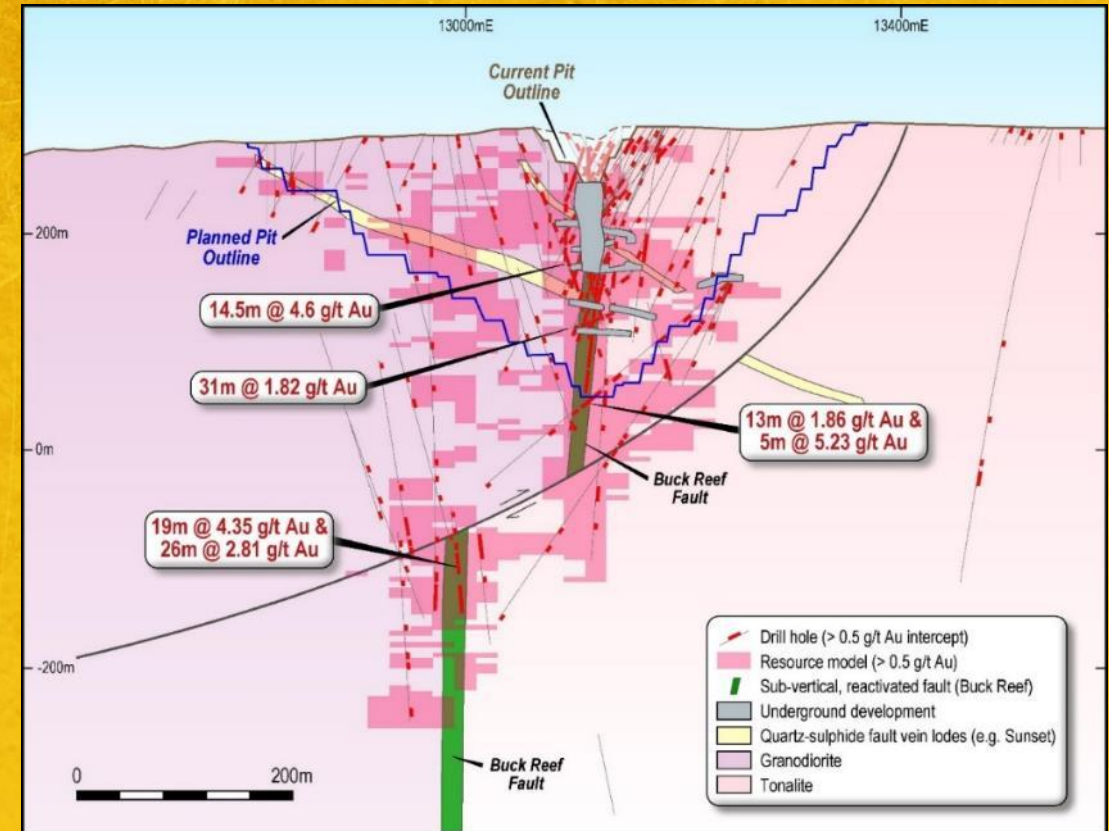 13000mE
13400mE
Current Pit
Outline
200m
Planned Pit
Outline
14.5m @ 4.6 g/t Au
31m @ 1.82 g/t Au
13m @ 1.86 g/t Au &
5m @ 5.23 g/t Au
0m
Buck Reef
Fault
19m @ 4.35 g/t Au &
26m @ 2.81 g/t Au
-200m
Buck Reef
Fault
0
200m
Drill hole (> 0.5 g/t Au intercept)
Resource model (> 0.5 g/t Au)
Sub-vertical, reactivated fault (Buck Reef)
Underground development
Quartz-sulphide fault vein lodes (e.g. Sunset)
Granodiorite
Tonalite